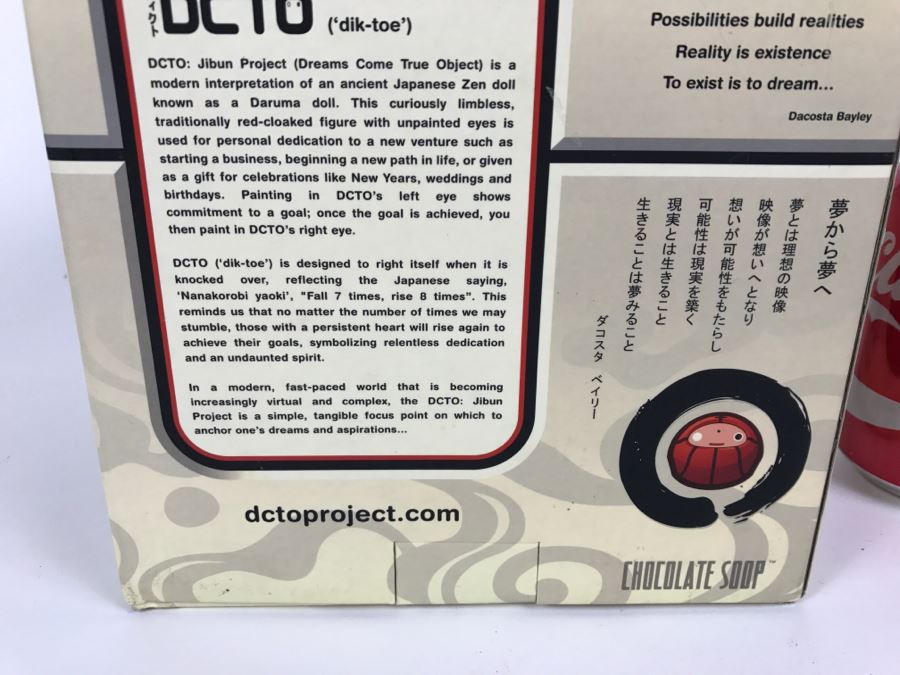 DCTO ('dik-toe')
DCTO: Jibun Project (Dreams Come True Object) is a
modern interpretation of an ancient Japanese Zen doll
known as a Daruma doll. This curiously limbless,
traditionally red-cloaked figure with unpainted eyes is
used for personal dedication to a new venture such as
starting a business, beginning a new path in life, or given
as a gift for celebrations like New Years, weddings and
birthdays. Painting in DCTO's left eye shows
commitment to a goal; once the goal is achieved, you
then paint in DCTO's right eye.
DCTO ('dik-toe') is designed to right itself when it is
knocked over, reflecting the Japanese saying,
'Nanakorobi yaoki', "Fall 7 times, rise 8 times". This
reminds us that no matter the number of times we may
stumble, those with a persistent heart will rise again to
achieve their goals, symbolizing relentless dedication
and an undaunted spirit.
In a modern, fast-paced world that is becoming
increasingly virtual and complex, the DCTO: Jibun
Project is a simple, tangible focus point on which to
anchor one's dreams and aspirations...
dctoproject.com
Possibilities build realities
Reality is existence
To exist is to dream...
Dacosta Bayley
夢から夢へ
夢とは理想の映像
映像が想いへとなり
想いが可能性をもたらし
可能性は現実を築く
現実とは生きること
生きることは夢みること
ダコスタ ベイリー
CHOCOLATE SOOP™